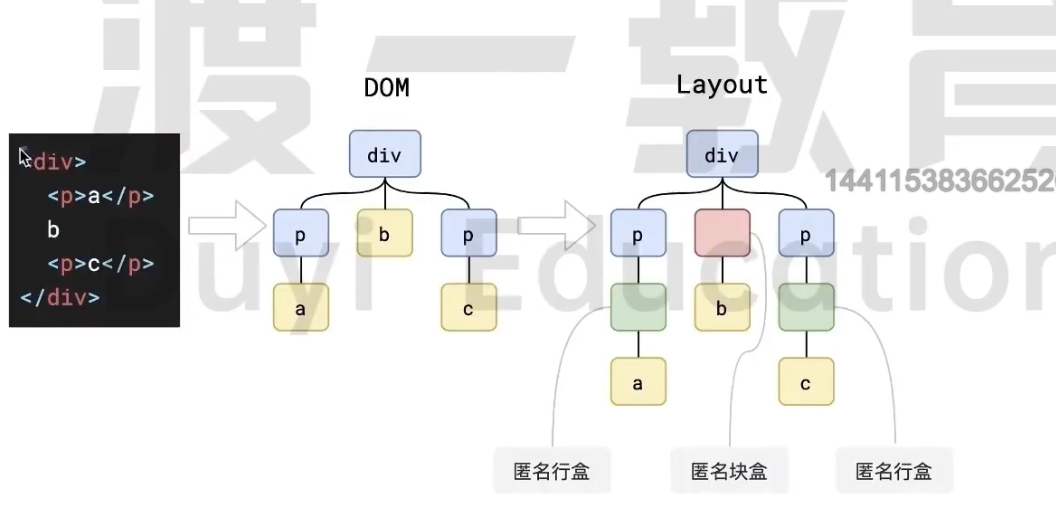 渡一教育
Duyi Education
DOM
Layout
144115383662520
<div>
<p>a</p>
b
<p>c</p>
</div>
div
p
b
p
a
c
div
p
p
b
a
c
匿名行盒
匿名块盒
匿名行盒